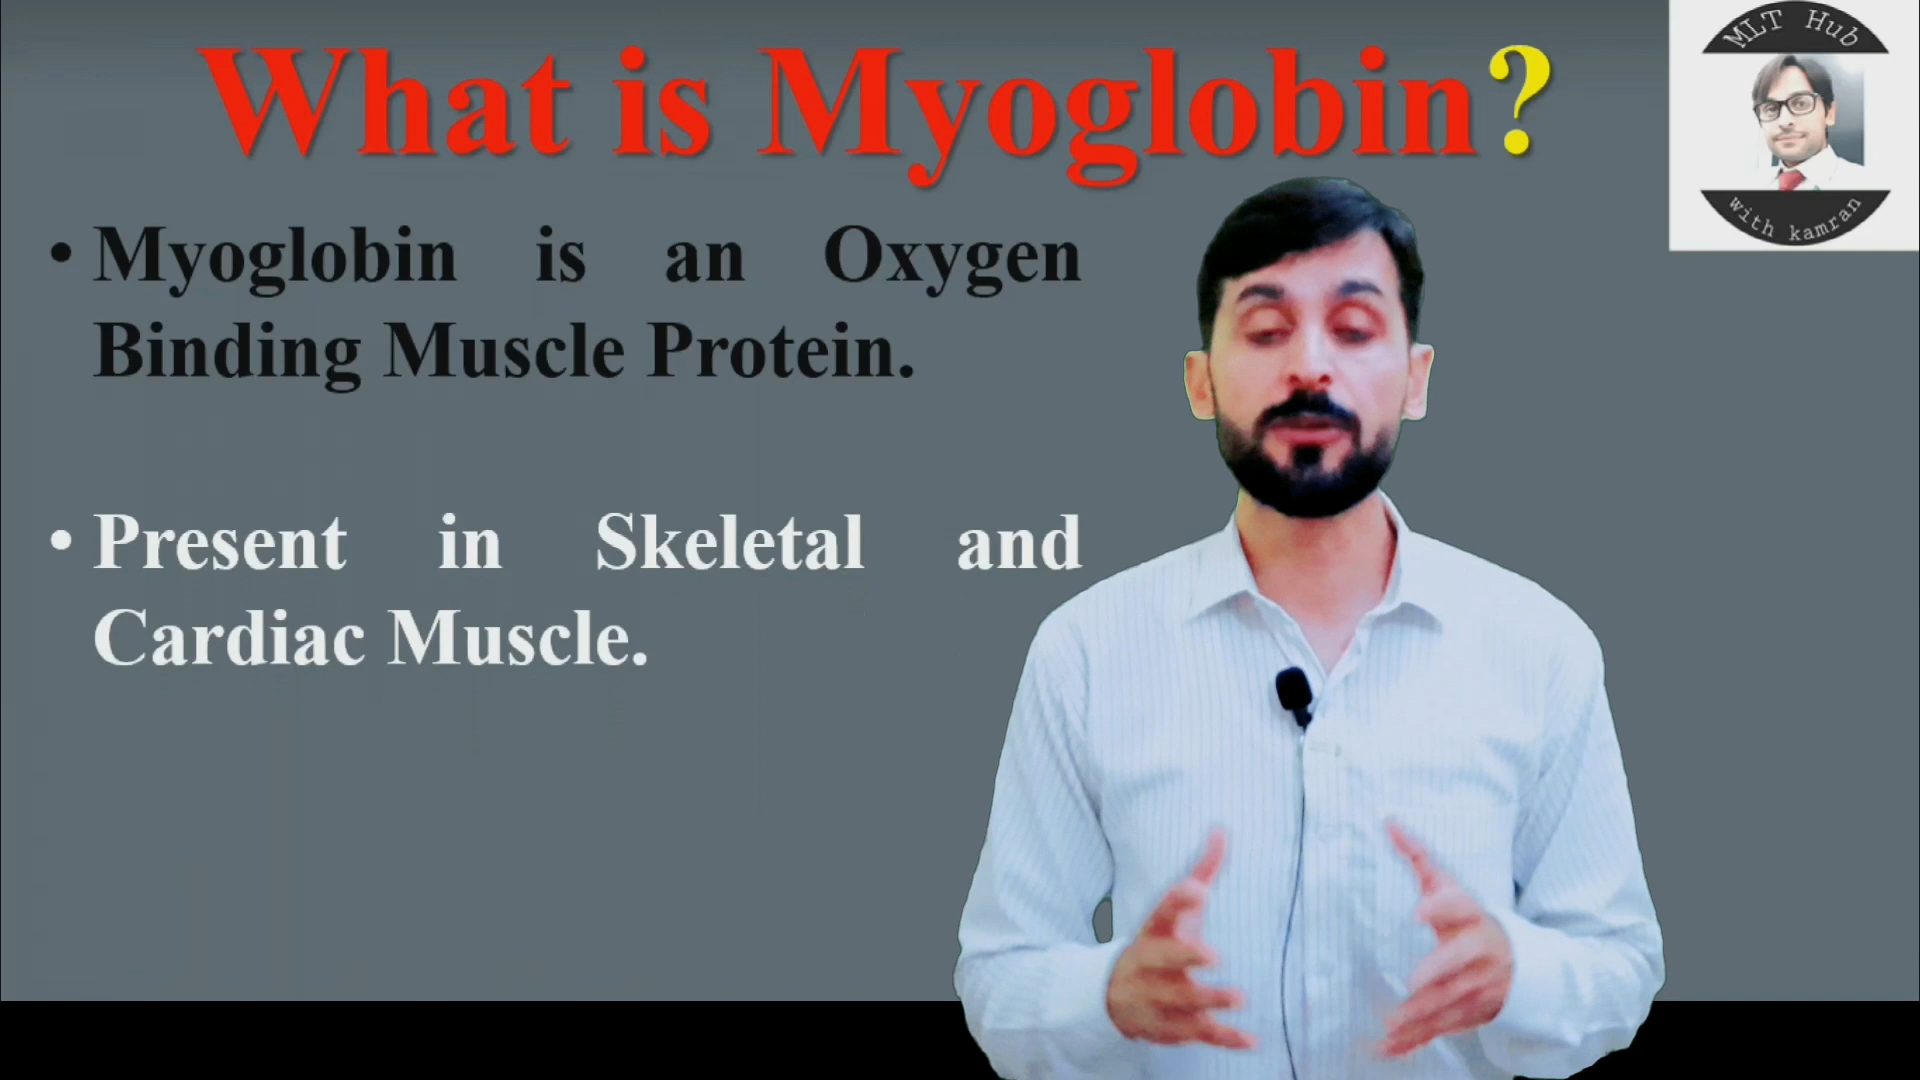 What is Myoglobin?
MLT Hub
with kamran
• Myoglobin is an Oxygen
Binding Muscle Protein.
• Present in Skeletal and
Cardiac Muscle.